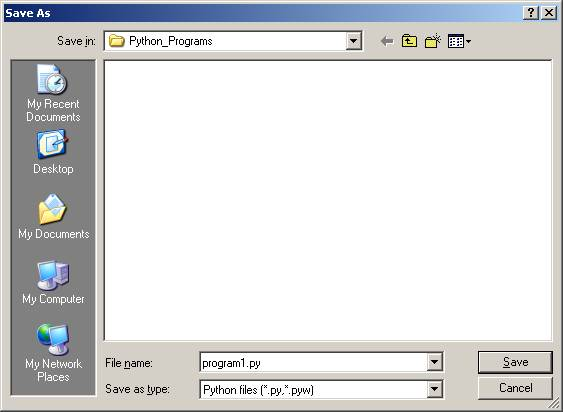 Save As
Save in:
Python_Programs
My Recent
Documents
Desktop
My Documents
My Computer
My Network
Places
File name:
program1.py
Save
Save as type:
Python files (*.py,*.pyw)
Cancel